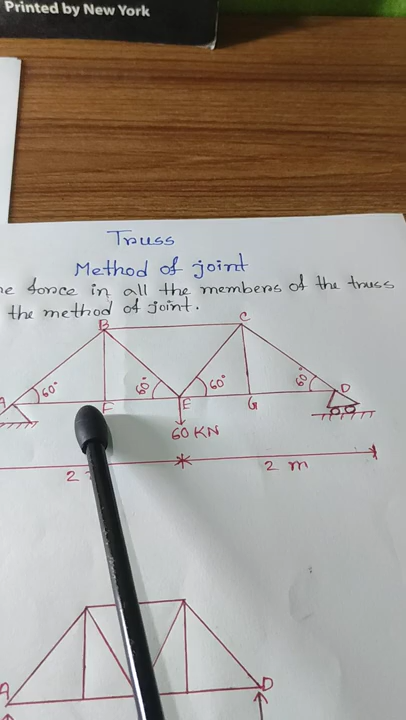 Printed by New York
Truss
Method of joint
force in all the members of the truss
the method of joint.
B C
A 60° 60° 60° 60° D
F E G
60 KN
2 2 m
A D